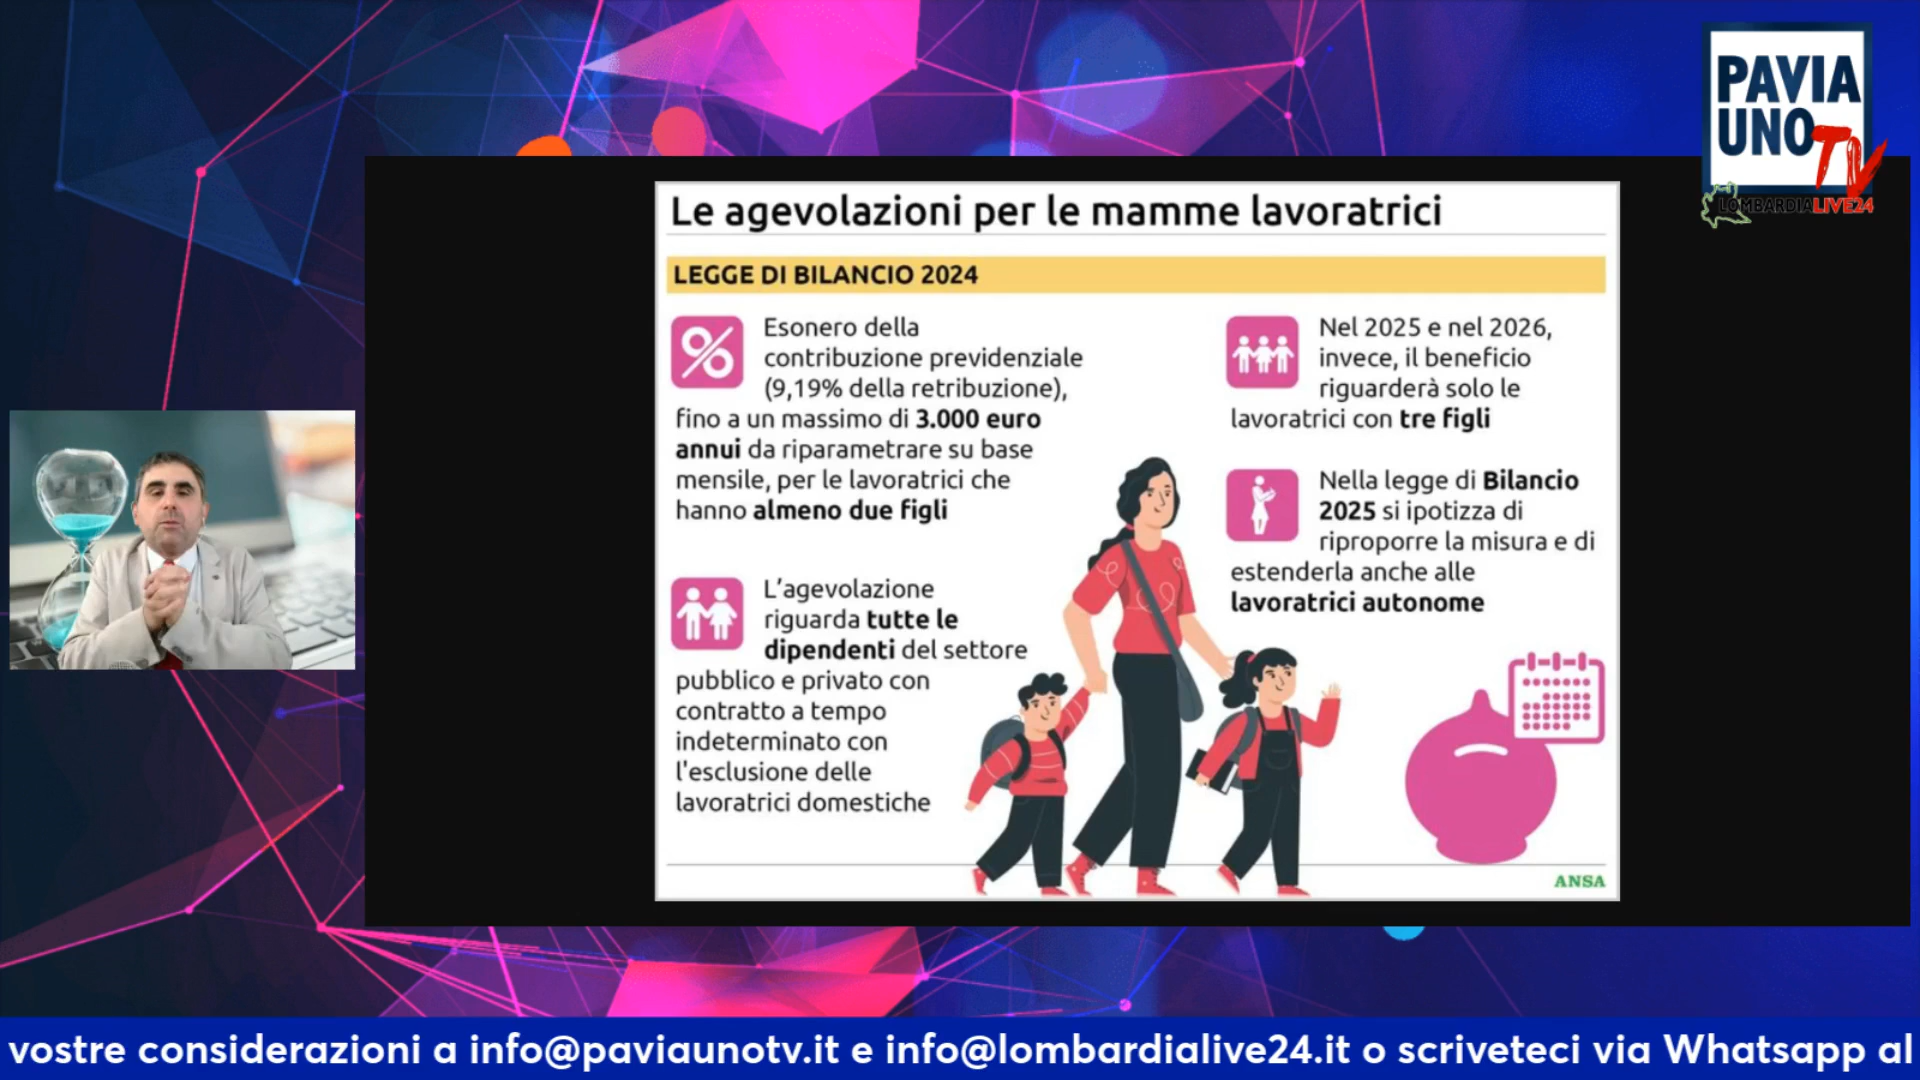 PAVIA
UNO
TV
LOMBARDIALIVE24
Le agevolazioni per le mamme lavoratrici
LEGGE DI BILANCIO 2024
%
Esonero della
contribuzione previdenziale
(9,19% della retribuzione),
fino a un massimo di 3.000 euro
annui da riparametrare su base
mensile, per le lavoratrici che
hanno almeno due figli
L’agevolazione
riguarda tutte le
dipendenti del settore
pubblico e privato con
contratto a tempo
indeterminato con
l'esclusione delle
lavoratrici domestiche
Nel 2025 e nel 2026,
invece, il beneficio
riguarderà solo le
lavoratrici con tre figli
Nella legge di Bilancio
2025 si ipotizza di
riproporre la misura e di
estenderla anche alle
lavoratrici autonome
ANSA
vostre considerazioni a info@paviaunotv.it e info@lombardialive24.it o scriveteci via Whatsapp al